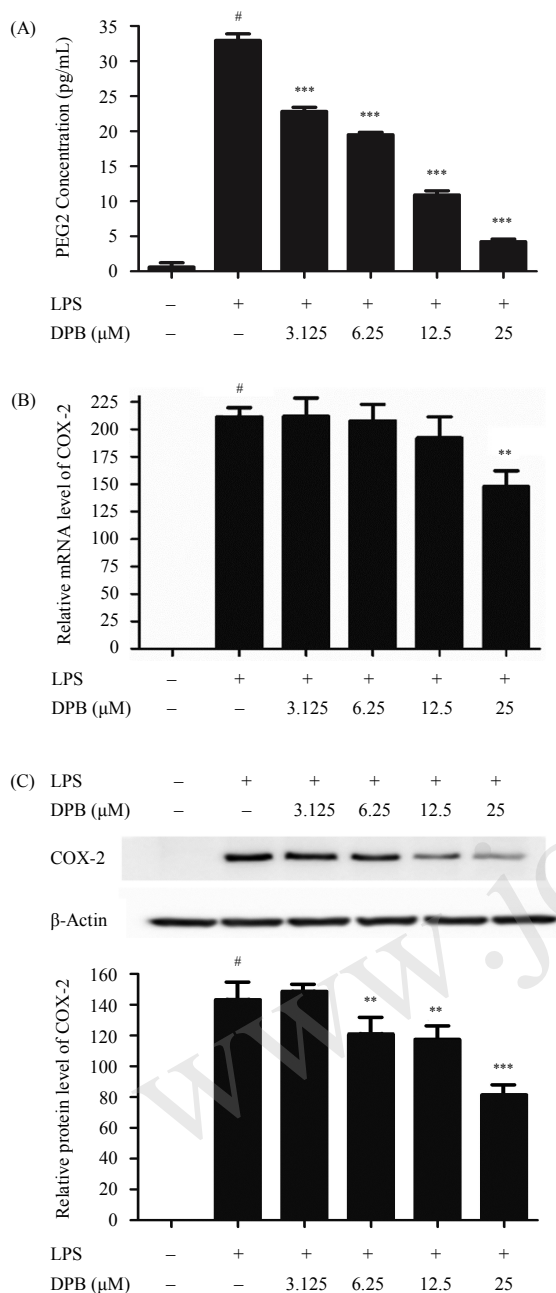 (A)
PEG2 Concentration (pg/mL)
40
35
30
25
20
15
10
5
0
#
***
***
***
***
LPS – + + + + +
DPB (μM) – – 3.125 6.25 12.5 25
(B)
Relative mRNA level of COX-2
225
200
175
150
125
100
75
50
25
0
#
**
LPS – + + + + +
DPB (μM) – – 3.125 6.25 12.5 25
(C)
LPS – + + + + +
DPB (μM) – – 3.125 6.25 12.5 25
COX-2
β-Actin
Relative protein level of COX-2
160
140
120
100
80
60
40
20
0
#
**
**
***
LPS – + + + + +
DPB (μM) – – 3.125 6.25 12.5 25
www.jo